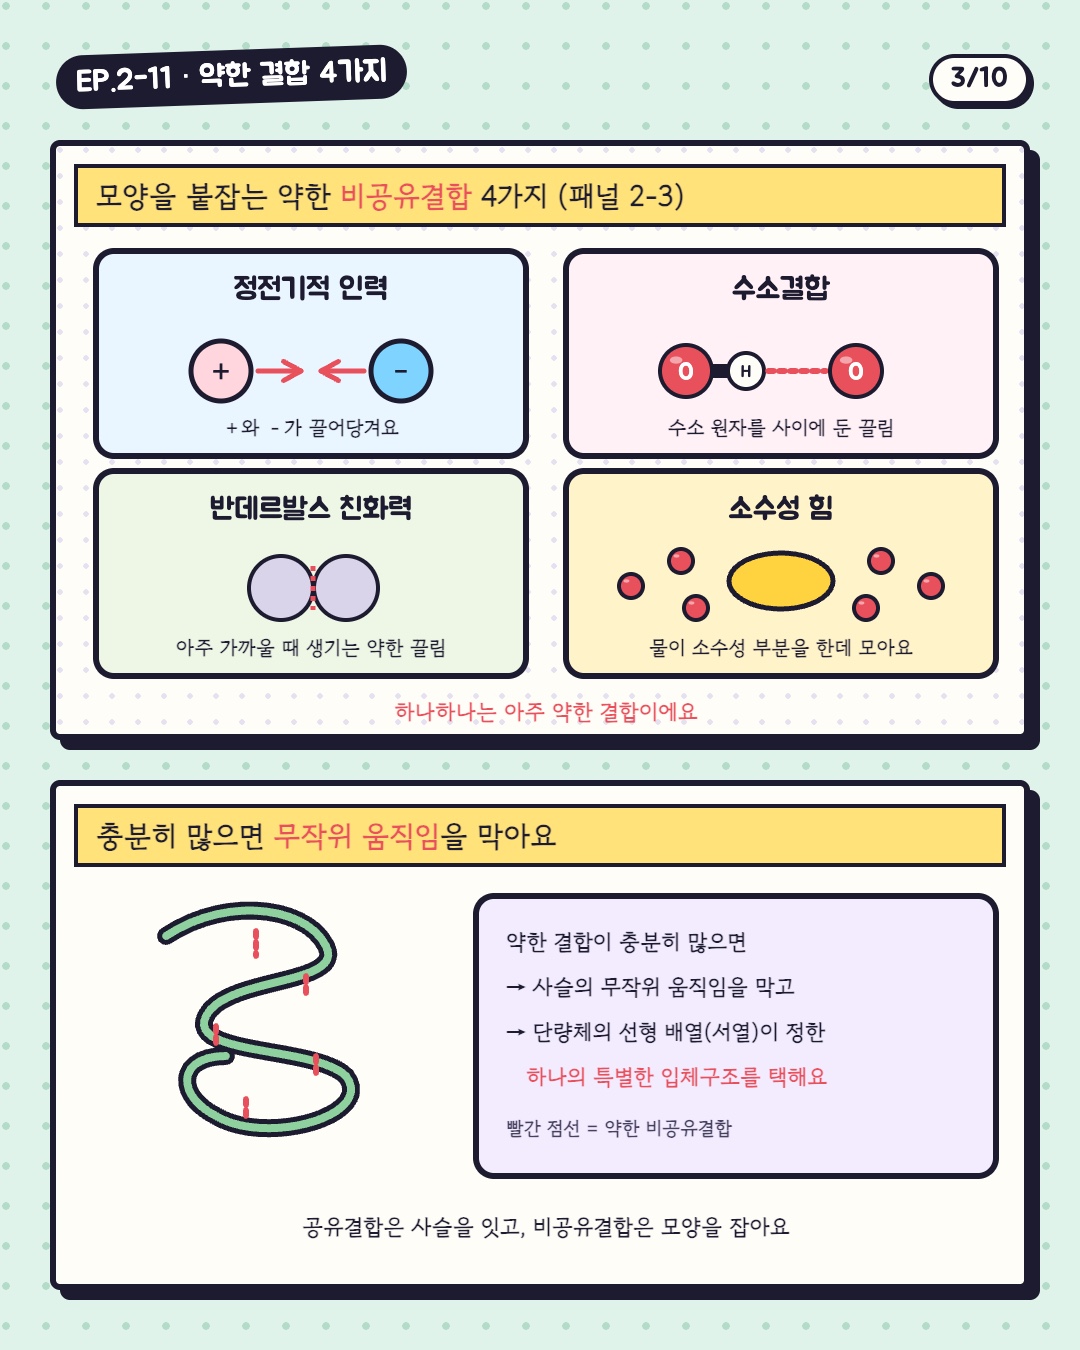 EP.2-11 · 약한 결합 4가지
3/10
모양을 붙잡는 약한 비공유결합 4가지 (패널 2-3)
정전기적 인력
+
-
+와 -가 끌어당겨요
수소결합
O
H
O
수소 원자를 사이에 둔 끌림
반데르발스 친화력
아주 가까울 때 생기는 약한 끌림
소수성 힘
물이 소수성 부분을 한데 모아요
하나하나는 아주 약한 결합이에요
충분히 많으면 무작위 움직임을 막아요
약한 결합이 충분히 많으면
→ 사슬의 무작위 움직임을 막고
→ 단량체의 선형 배열(서열)이 정한
하나의 특별한 입체구조를 택해요
빨간 점선 = 약한 비공유결합
공유결합은 사슬을 잇고, 비공유결합은 모양을 잡아요